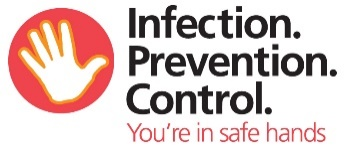 Infection.
Prevention.
Control.
You're in safe hands